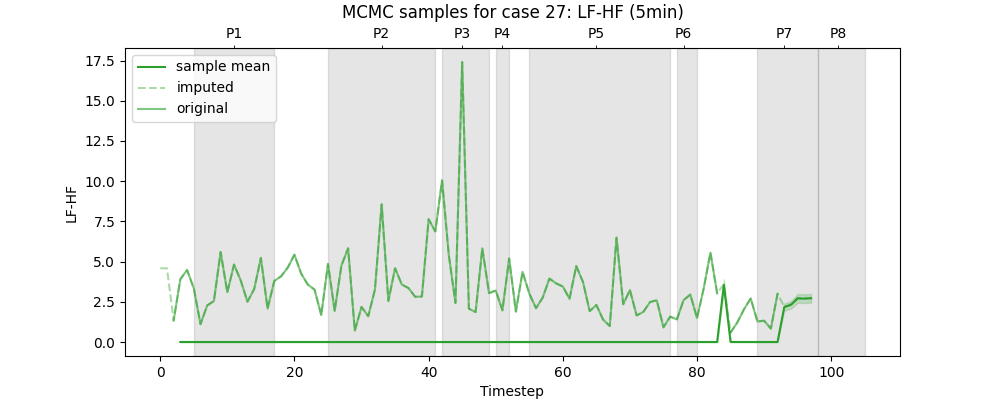 MCMC samples for case 27: LF-HF (5min)
P1 P2 P3 P4 P5 P6 P7 P8
sample mean
imputed
original
17.5
15.0
12.5
10.0
7.5
5.0
2.5
0.0
LF-HF
0 20 40 60 80 100
Timestep